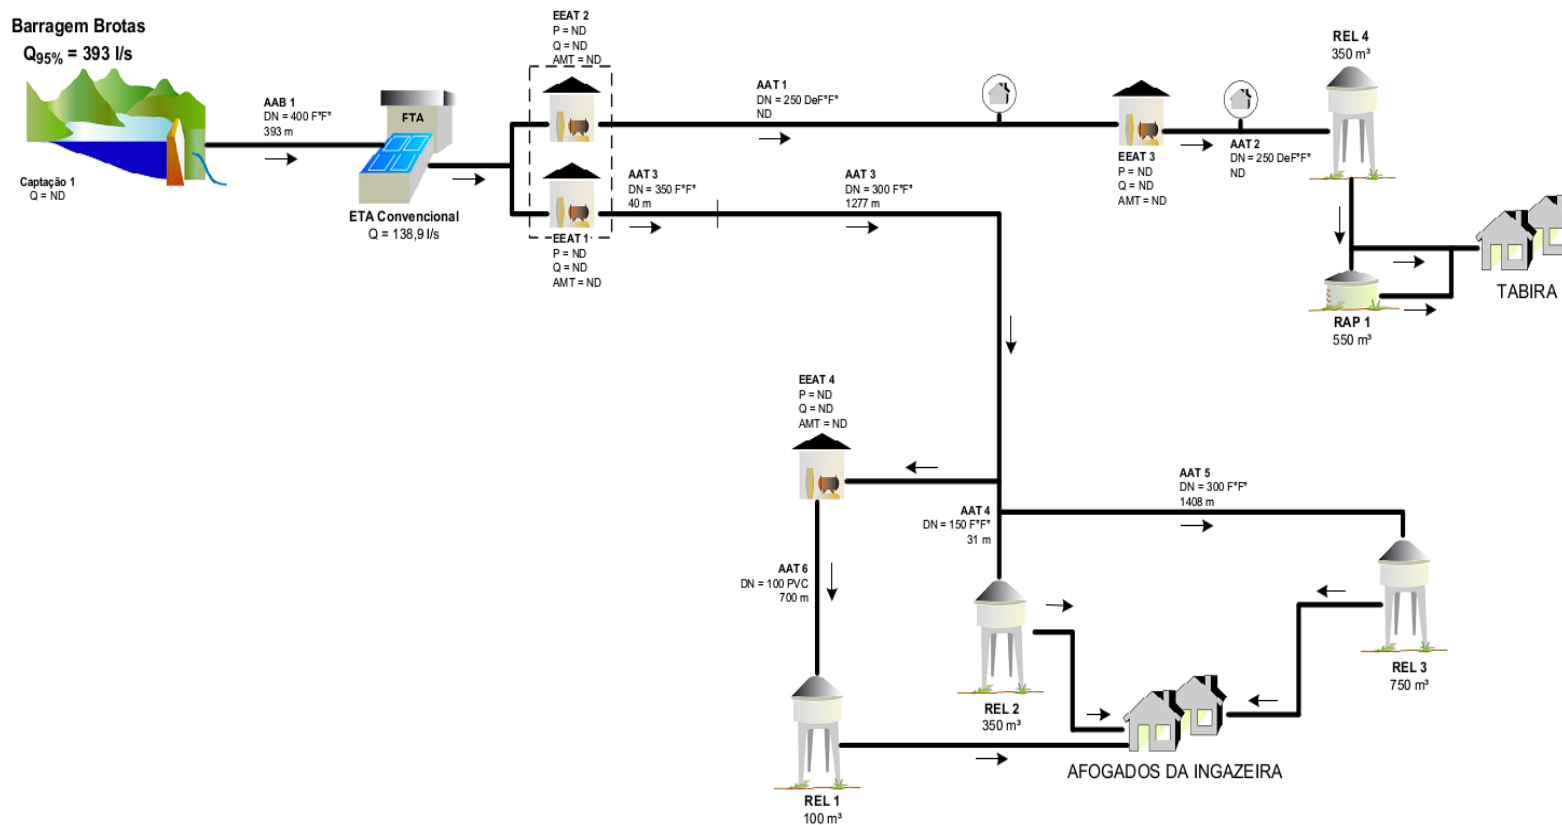 Barragem Brotas
Q95% = 393 l/s
Captação 1
Q = ND
AAB 1
DN = 400 F°F°
393 m
ETA
ETA Convencional
Q = 138,9 l/s
EEAT 2
P = ND
Q = ND
AMT = ND
EEAT 1
P = ND
Q = ND
AMT = ND
AAT 1
DN = 250 DeF°F°
ND
AAT 3
DN = 350 F°F°
40 m
AAT 3
DN = 300 F°F°
1277 m
EEAT 3
P = ND
Q = ND
AMT = ND
AAT 2
DN = 250 DeF°F°
ND
REL 4
350 m³
RAP 1
550 m³
TABIRA
EEAT 4
P = ND
Q = ND
AMT = ND
AAT 4
DN = 150 F°F°
31 m
AAT 5
DN = 300 F°F°
1408 m
AAT 6
DN = 100 PVC
700 m
REL 1
100 m³
REL 2
350 m³
REL 3
750 m³
AFOGADOS DA INGAZEIRA